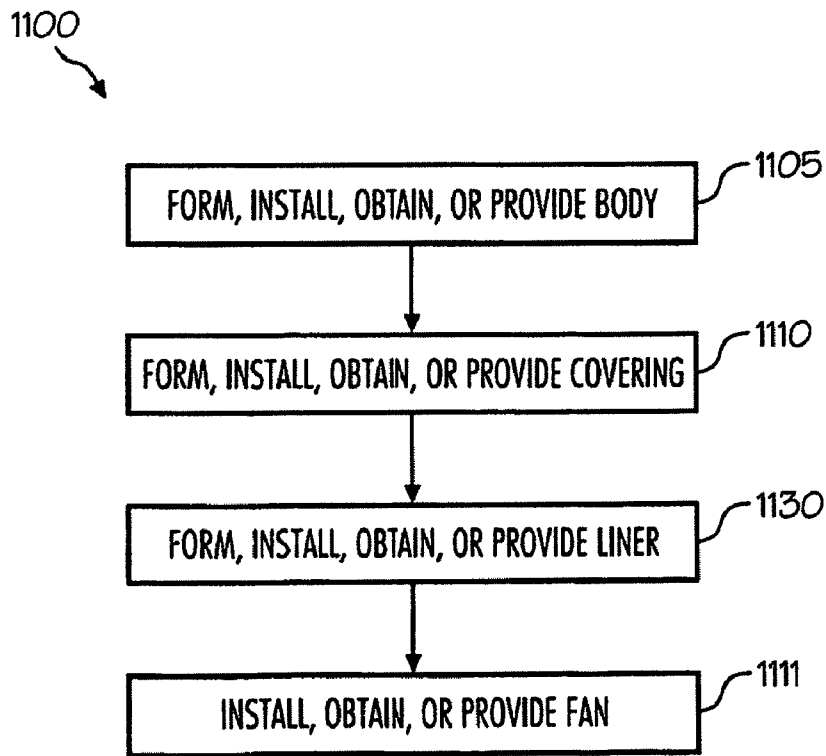 1100
FORM, INSTALL, OBTAIN, OR PROVIDE BODY
1105
FORM, INSTALL, OBTAIN, OR PROVIDE COVERING
1110
FORM, INSTALL, OBTAIN, OR PROVIDE LINER
1130
INSTALL, OBTAIN, OR PROVIDE FAN
1111